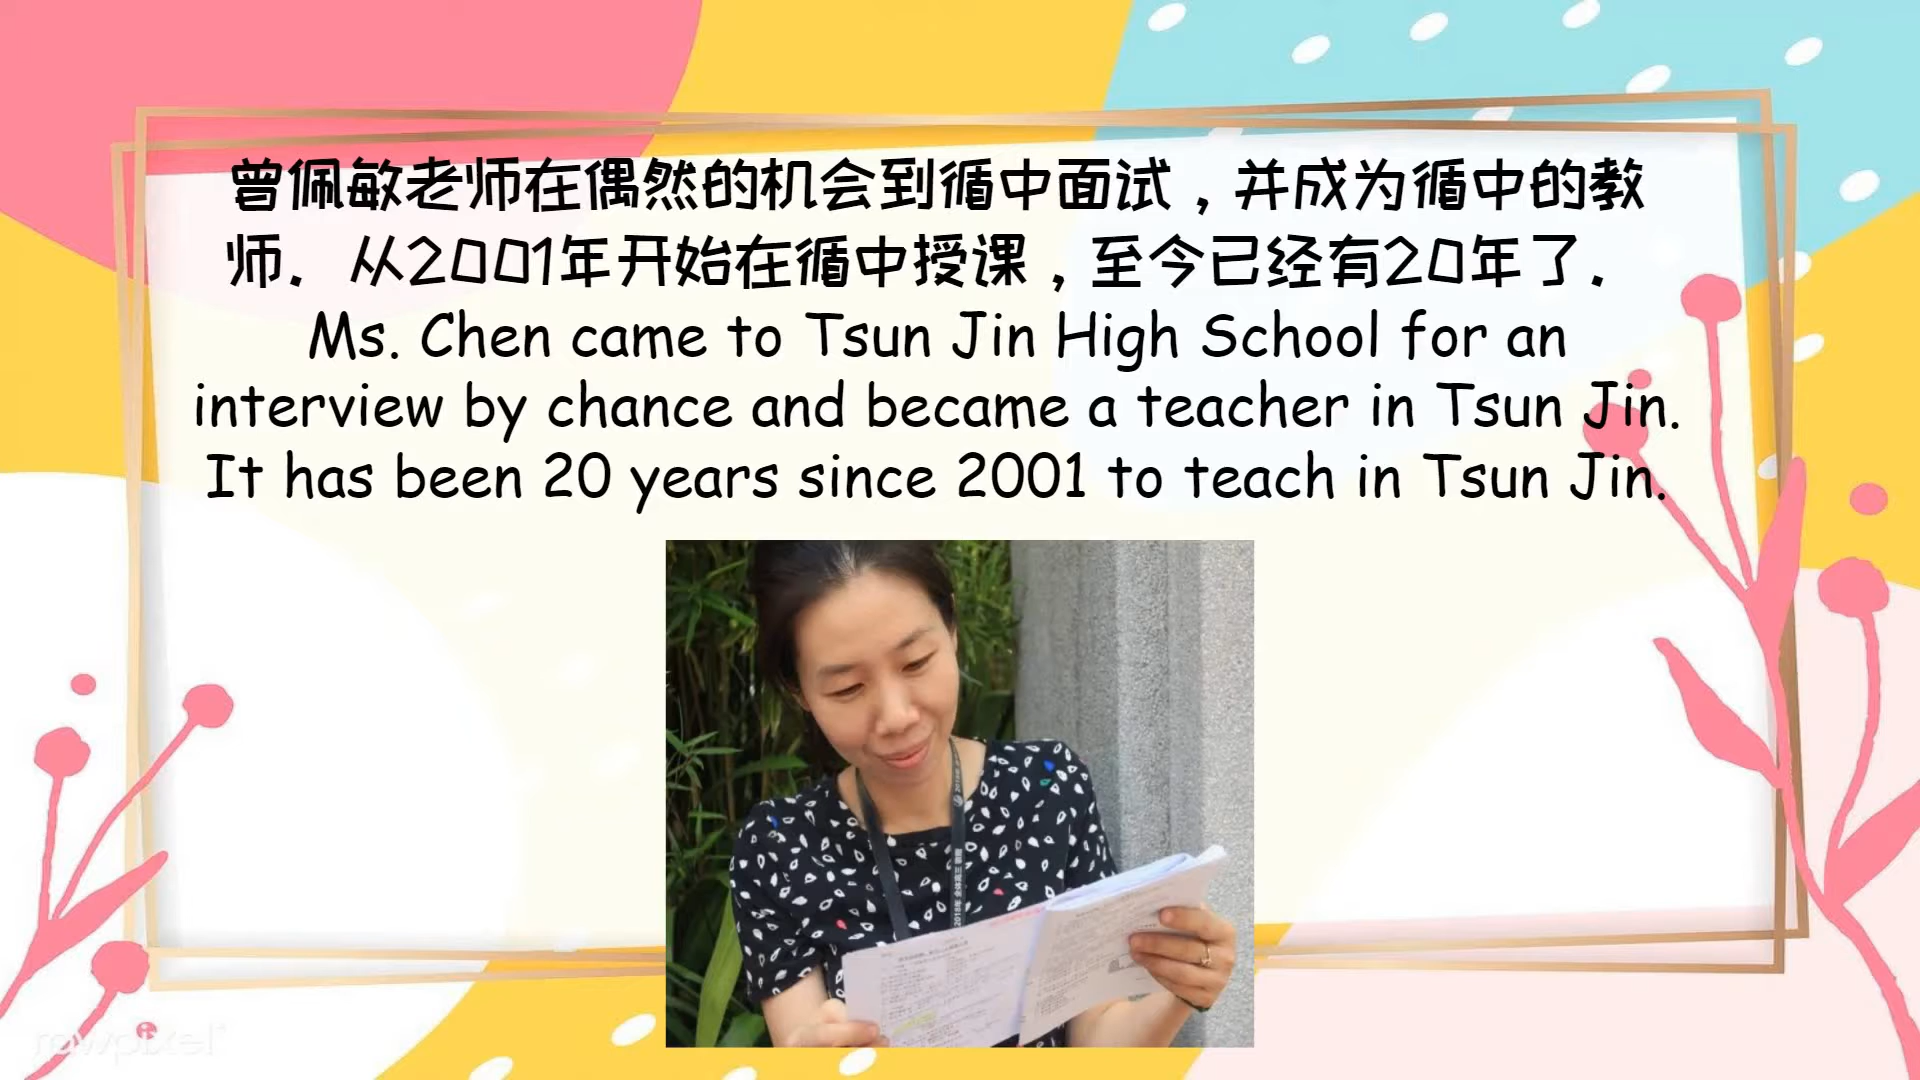 曾佩敏老师在偶然的机会到循中面试，并成为循中的教
师. 从2001年开始在循中授课，至今已经有20年了.
Ms. Chen came to Tsun Jin High School for an
interview by chance and became a teacher in Tsun Jin.
It has been 20 years since 2001 to teach in Tsun Jin.
rawpixel